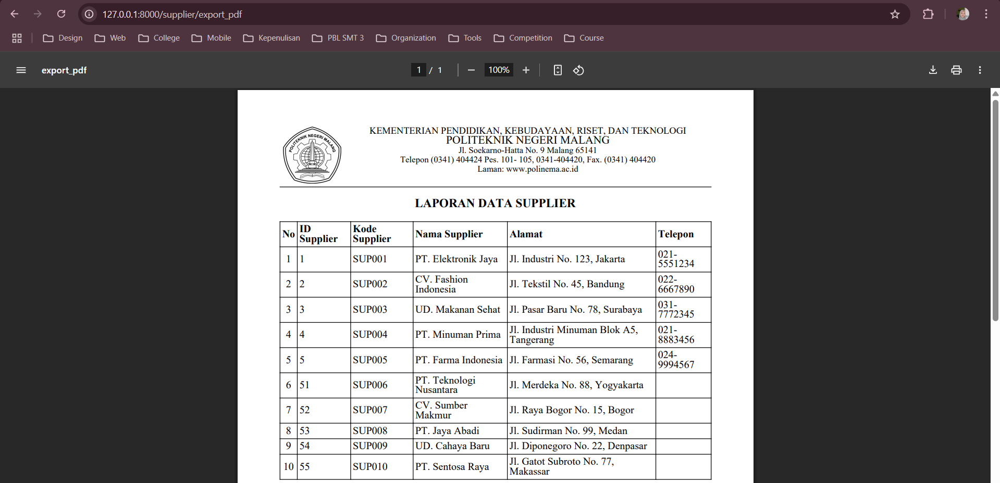 127.0.0.1:8000/supplier/export_pdf
Design Web College Mobile Kepenulisan PBL SMT 3 Organization Tools Competition Course
export_pdf 1 / 1 100%
POLITEKNIK NEGERI MALANG
KEMENTERIAN PENDIDIKAN, KEBUDAYAAN, RISET, DAN TEKNOLOGI
POLITEKNIK NEGERI MALANG
Jl. Soekarno-Hatta No. 9 Malang 65141
Telepon (0341) 404424 Pes. 101- 105, 0341-404420, Fax. (0341) 404420
Laman: www.polinema.ac.id
LAPORAN DATA SUPPLIER
No ID Supplier Kode Supplier Nama Supplier Alamat Telepon
1 1 SUP001 PT. Elektronik Jaya Jl. Industri No. 123, Jakarta 021-5551234
2 2 SUP002 CV. Fashion Indonesia Jl. Tekstil No. 45, Bandung 022-6667890
3 3 SUP003 UD. Makanan Sehat Jl. Pasar Baru No. 78, Surabaya 031-7772345
4 4 SUP004 PT. Minuman Prima Jl. Industri Minuman Blok A5, Tangerang 021-8883456
5 5 SUP005 PT. Farma Indonesia Jl. Farmasi No. 56, Semarang 024-9994567
6 51 SUP006 PT. Teknologi Nusantara Jl. Merdeka No. 88, Yogyakarta
7 52 SUP007 CV. Sumber Makmur Jl. Raya Bogor No. 15, Bogor
8 53 SUP008 PT. Jaya Abadi Jl. Sudirman No. 99, Medan
9 54 SUP009 UD. Cahaya Baru Jl. Diponegoro No. 22, Denpasar
10 55 SUP010 PT. Sentosa Raya Jl. Gatot Subroto No. 77, Makassar